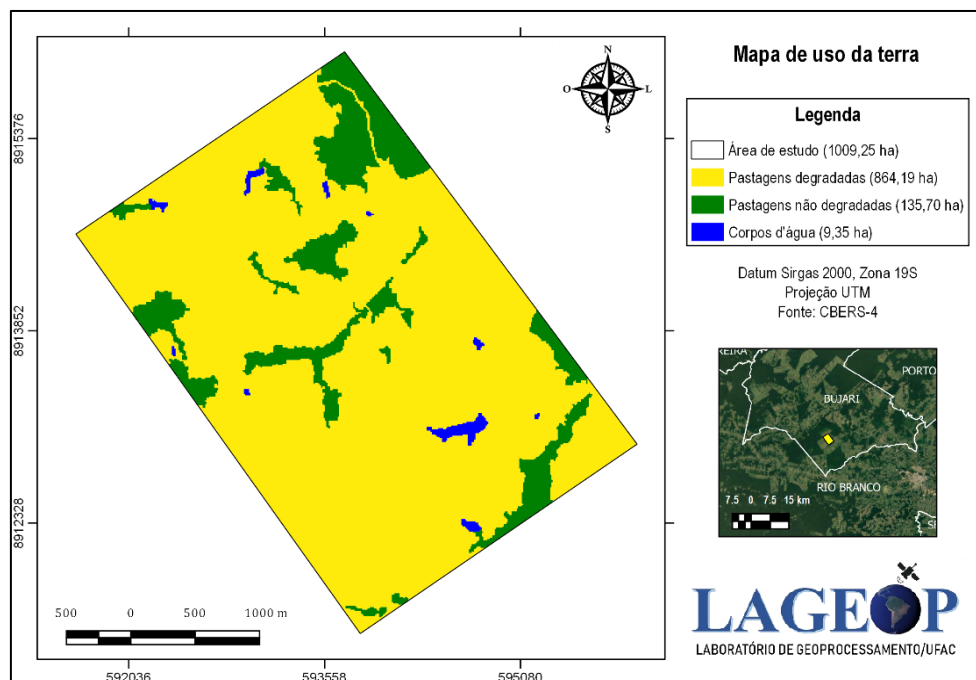 Mapa de uso da terra
N
O
L
S
Legenda
Área de estudo (1009,25 ha)
Pastagens degradadas (864,19 ha)
Pastagens não degradadas (135,70 ha)
Corpos d'água (9,35 ha)
Datum Sirgas 2000, Zona 19S
Projeção UTM
Fonte: CBERS-4
8915376
8913852
8912328
REIRA
PORTO
BUJARI
RIO BRANCO
7.5 0 7.5 15 km
500 0 500 1000 m
592036 593558 595080
LAGEOP
LABORATÓRIO DE GEOPROCESSAMENTO/UFAC